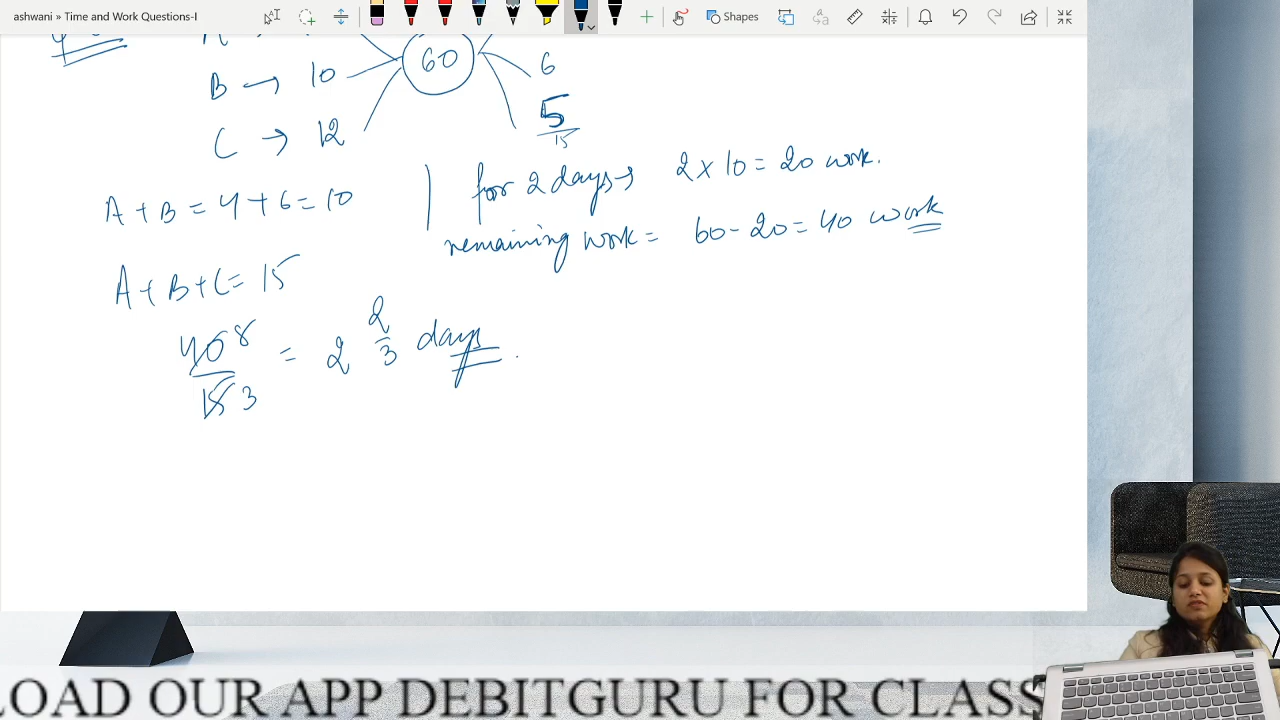 ashwani » Time and Work Questions-I
Shapes
60
B → 10
6
C → 12
5
15
A + B = 4 + 6 = 10
for 2 days → 2 × 10 = 20 work.
remaining work = 60 - 20 = 40 work
A + B + C = 15
40 8
15 3
= 2 2/3 days
LOAD OUR APP DEBITGURU FOR CLASS